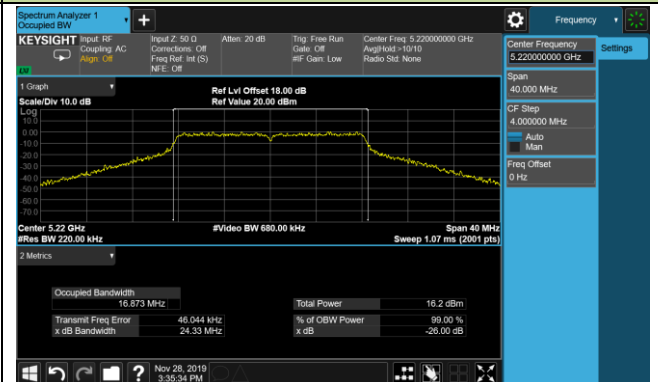 Spectrum Analyzer 1
Occupied BW
+
Frequency
KEYSIGHT
Input: RF
Coupling: AC
Align: Off
Input Z: 50 Ω
Corrections: Off
Freq Ref: Int (S)
NFE: Off
Atten: 20 dB
Trig: Free Run
Gate: Off
#IF Gain: Low
Center Freq: 5.220000000 GHz
Avg|Hold:>10/10
Radio Std: None
Center Frequency
5.220000000 GHz
Settings
Span
40.000 MHz
CF Step
4.000000 MHz
Auto
Man
Freq Offset
0 Hz
1 Graph
Scale/Div 10.0 dB
Ref Lvl Offset 18.00 dB
Ref Value 20.00 dBm
Log
10.0
0.00
-10.0
-20.0
-30.0
-40.0
-50.0
-60.0
-70.0
Center 5.22 GHz
#Video BW 680.00 kHz
Span 40 MHz
#Res BW 220.00 kHz
Sweep 1.07 ms (2001 pts)
2 Metrics
Occupied Bandwidth
16.873 MHz
Total Power
16.2 dBm
Transmit Freq Error
46.044 kHz
% of OBW Power
99.00 %
x dB Bandwidth
24.33 MHz
x dB
-26.00 dB
?
Nov 28, 2019
3:35:34 PM